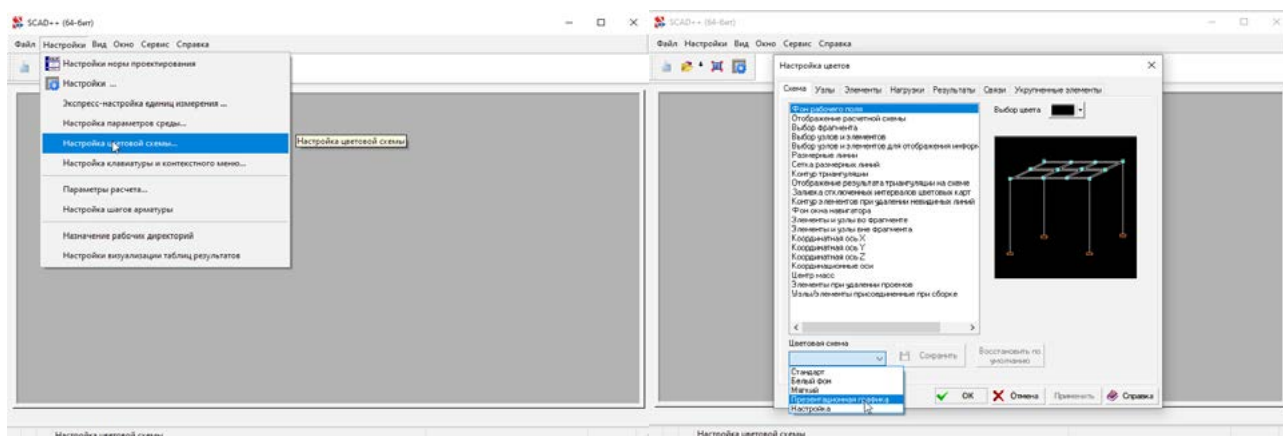 SCAD++ (64-бит)
Файл Настройки Вид Окно Сервис Справка
Настройки норм проектирования
Настройки ...
Экспресс-настройка единиц измерения ...
Настройка параметров среды...
Настройка цветовой схемы...
Настройка цветовой схемы
Настройка клавиатуры и контекстного меню...
Параметры расчета...
Настройка шагов арматуры
Назначение рабочих директорий
Настройки визуализации таблиц результатов
Настройка цветовой схемы
SCAD++ (64-бит)
Файл Настройки Вид Окно Сервис Справка
Настройка цветов
Схема Узлы Элементы Нагрузки Результаты Связи Укрупненные элементы
Фон рабочего поля
Выбор цвета
Отображение расчетной схемы
Выбор фрагмента
Выбор узлов и элементов
Выбор узлов и элементов для отображения инфор
Размерные линии
Сетка размерных линий
Контур триангуляции
Отображение результата триангуляции на схеме
Заливка отключенных интервалов цветовых карт
Контур элементов при удалении невидимых линий
Фон окна навигатора
Элементы и узлы во фрагменте
Элементы и узлы вне фрагмента
Координатная ось X
Координатная ось Y
Координатная ось Z
Координационные оси
Центр масс
Элементы при удалении проемов
Узлы/элементы присоединенные при сборке
Цветовая схема
Сохранить
Восстановить по умолчанию
Стандарт
Белый фон
Мягкий
Презентационная графика
Настройка
OK Отмена Применить Справка
Настройка цветовой схемы